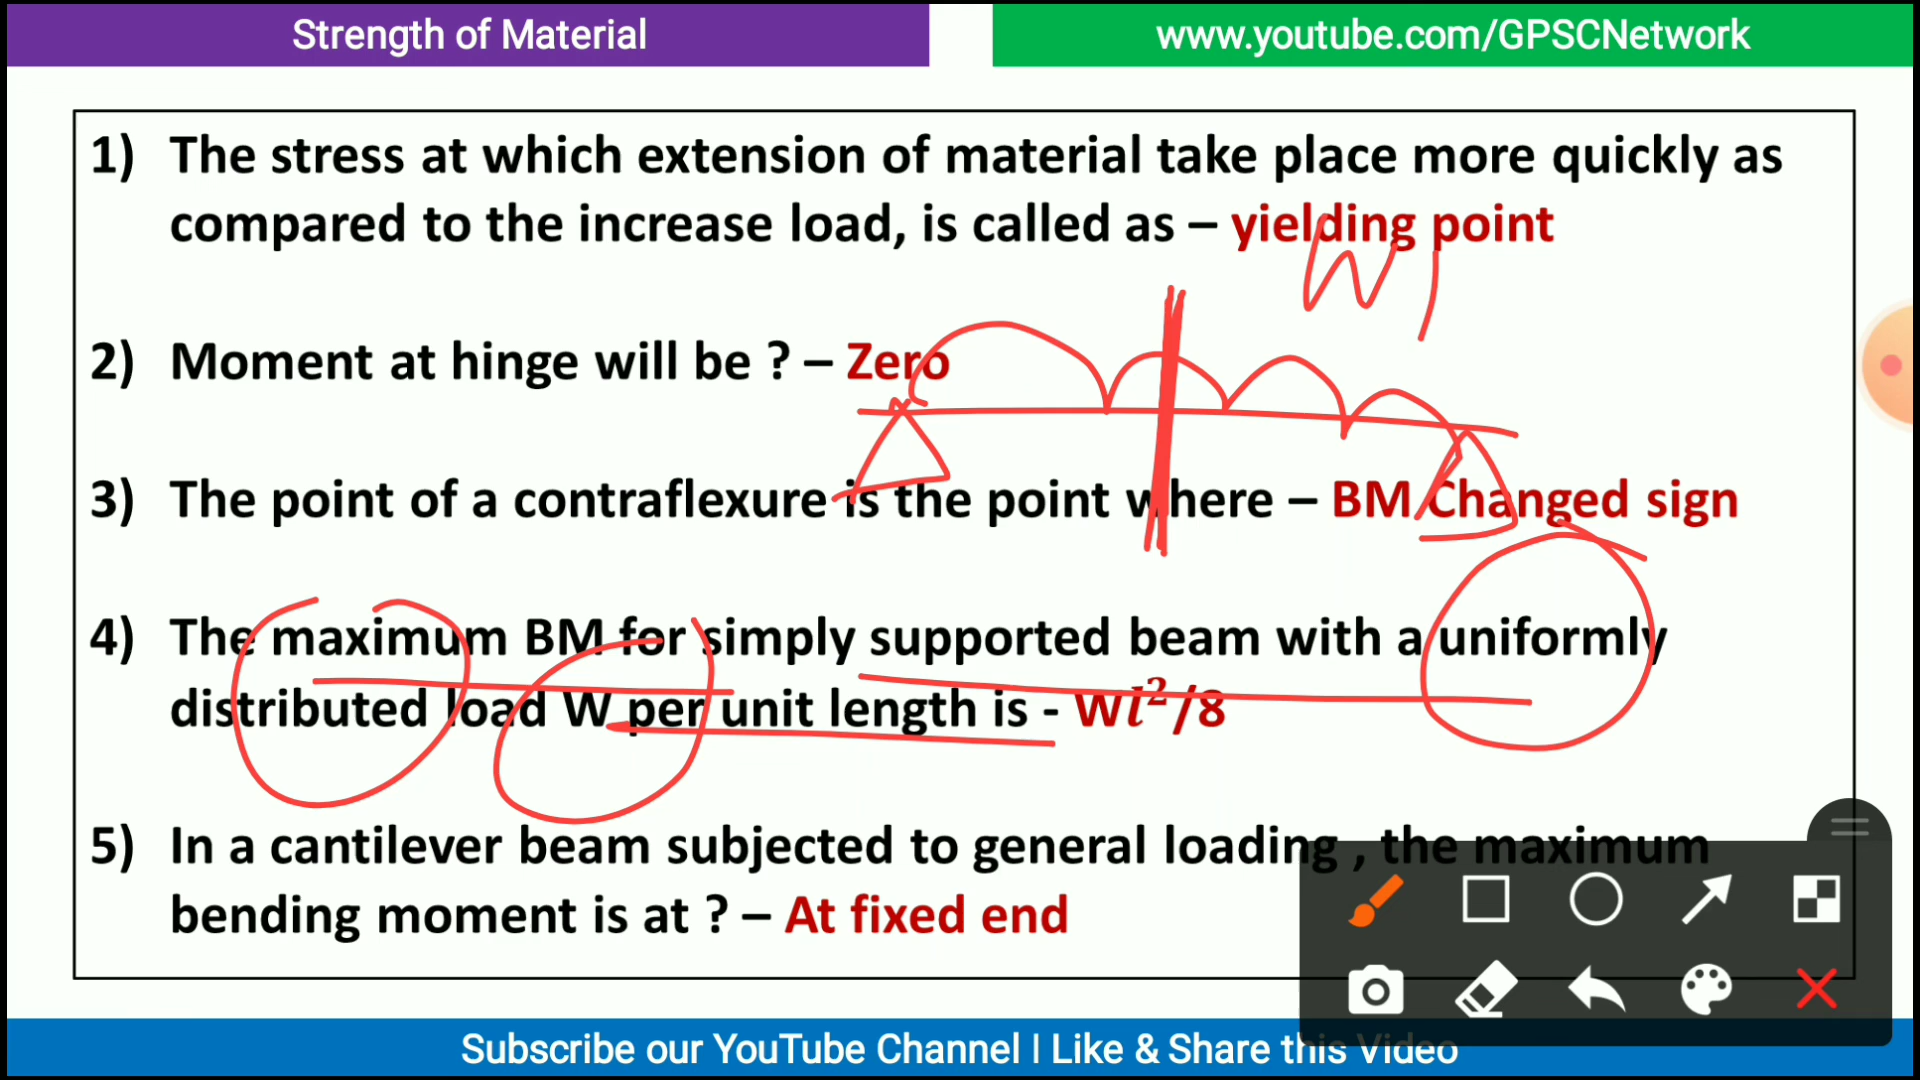 Strength of Material
www.youtube.com/GPSCNetwork
1) The stress at which extension of material take place more quickly as
compared to the increase load, is called as – yielding point
W
2) Moment at hinge will be ? – Zero
3) The point of a contraflexure is the point where – BM Changed sign
4) The maximum BM for simply supported beam with a uniformly
distributed load W per unit length is - Wl²/8
5) In a cantilever beam subjected to general loading , the maximum
bending moment is at ? – At fixed end
Subscribe our YouTube Channel I Like & Share this Video